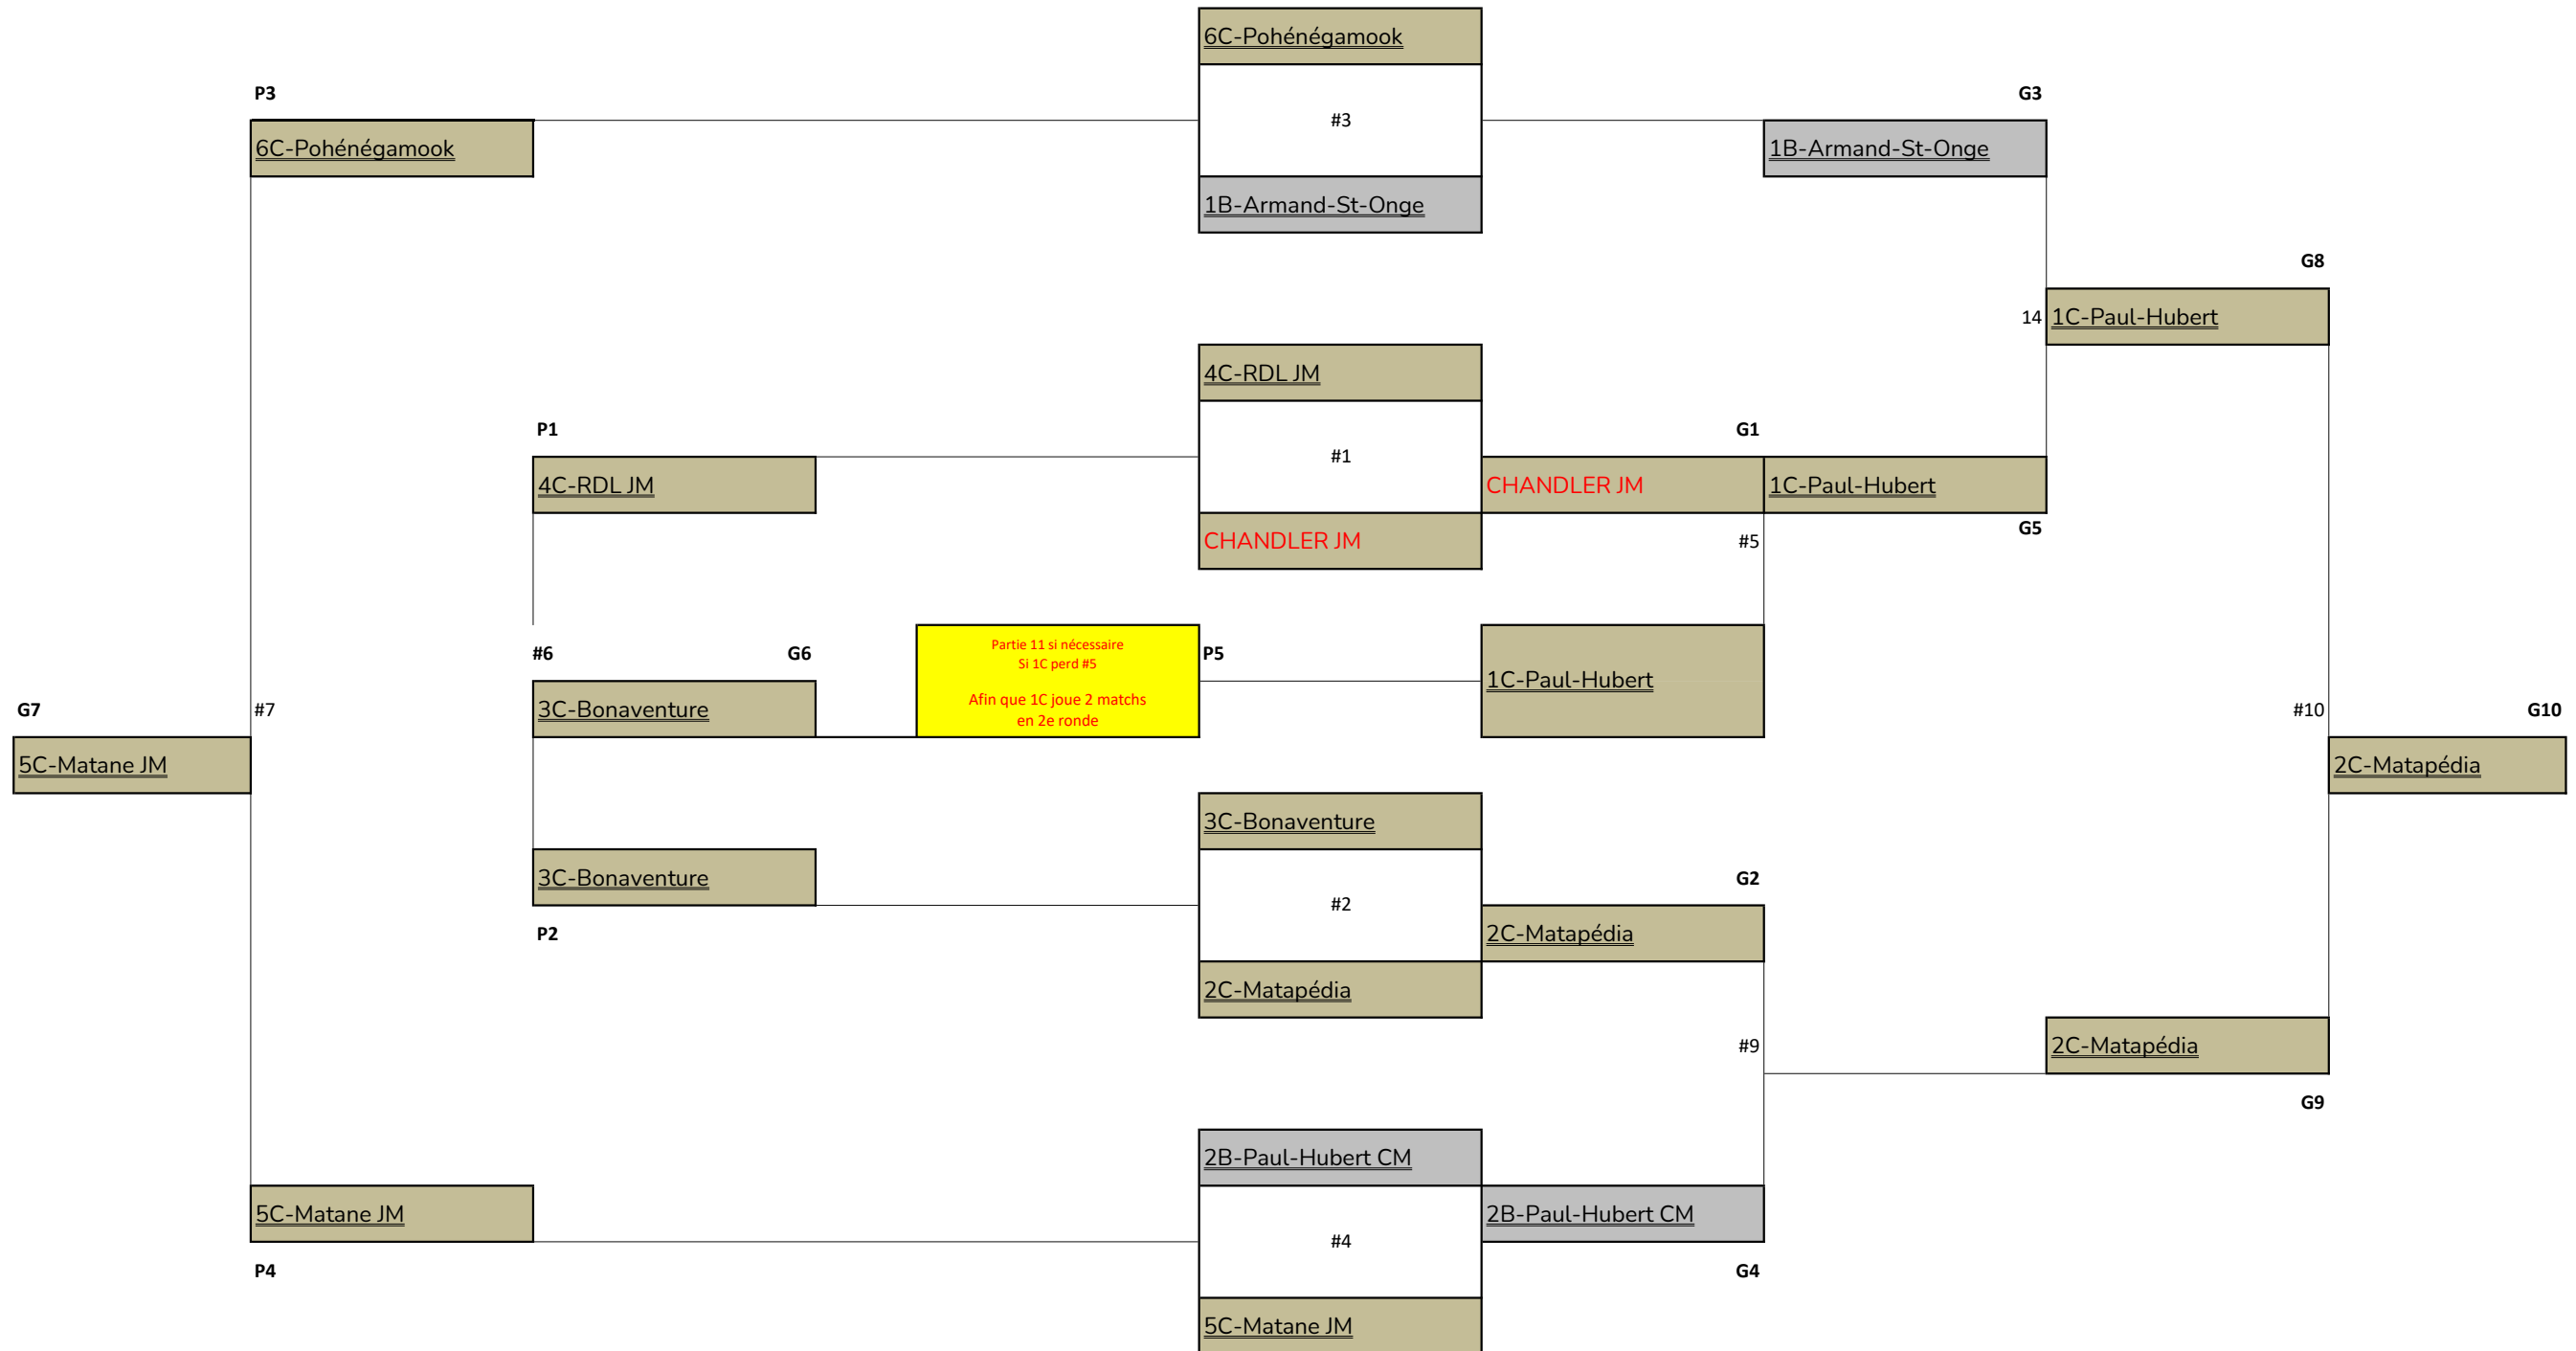 6C-Pohénégamook
P3
#3
G3
6C-Pohénégamook
1B-Armand-St-Onge
1B-Armand-St-Onge
G8
14
1C-Paul-Hubert
4C-RDL JM
P1
#1
G1
4C-RDL JM
CHANDLER JM
1C-Paul-Hubert
CHANDLER JM
#5
G5
#6
G6
Partie 11 si nécessaire
Si 1C perd #5
Afin que 1C joue 2 matchs
en 2e ronde
P5
1C-Paul-Hubert
G7
#7
3C-Bonaventure
#10
G10
5C-Matane JM
2C-Matapédia
3C-Bonaventure
3C-Bonaventure
P2
#2
G2
2C-Matapédia
2C-Matapédia
#9
2C-Matapédia
G9
2B-Paul-Hubert CM
5C-Matane JM
2B-Paul-Hubert CM
P4
#4
G4
5C-Matane JM